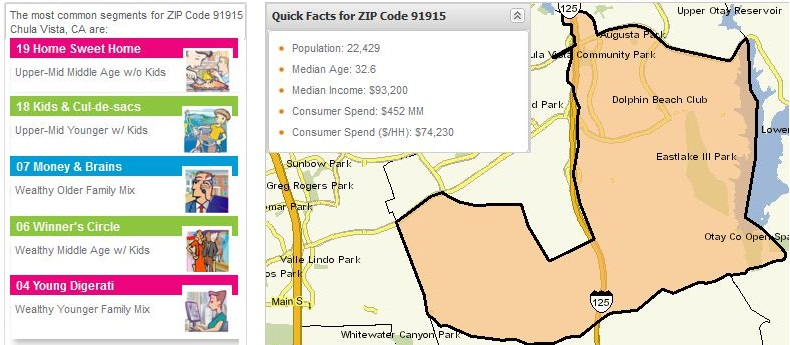 The most common segments for ZIP Code 91915
Chula Vista, CA are:
19 Home Sweet Home
Upper-Mid Middle Age w/o Kids
18 Kids & Cul-de-sacs
Upper-Mid Younger w/ Kids
07 Money & Brains
Wealthy Older Family Mix
06 Winner's Circle
Wealthy Middle Age w/ Kids
04 Young Digerati
Wealthy Younger Family Mix
Quick Facts for ZIP Code 91915
Population: 22,429
Median Age: 32.6
Median Income: $93,200
Consumer Spend: $452 MM
Consumer Spend ($/HH): $74,230
125
Upper Otay Reservoir
Augusta Park
ula Vista Community Park
d Park
Dolphin Beach Club
Lower
Eastlake III Park
Sunbow Park
Greg Rogers Park
mar Park
Otay Co Open Spa
Valle Lindo Park
os Park
Main S
125
Whitewater Canyon Park